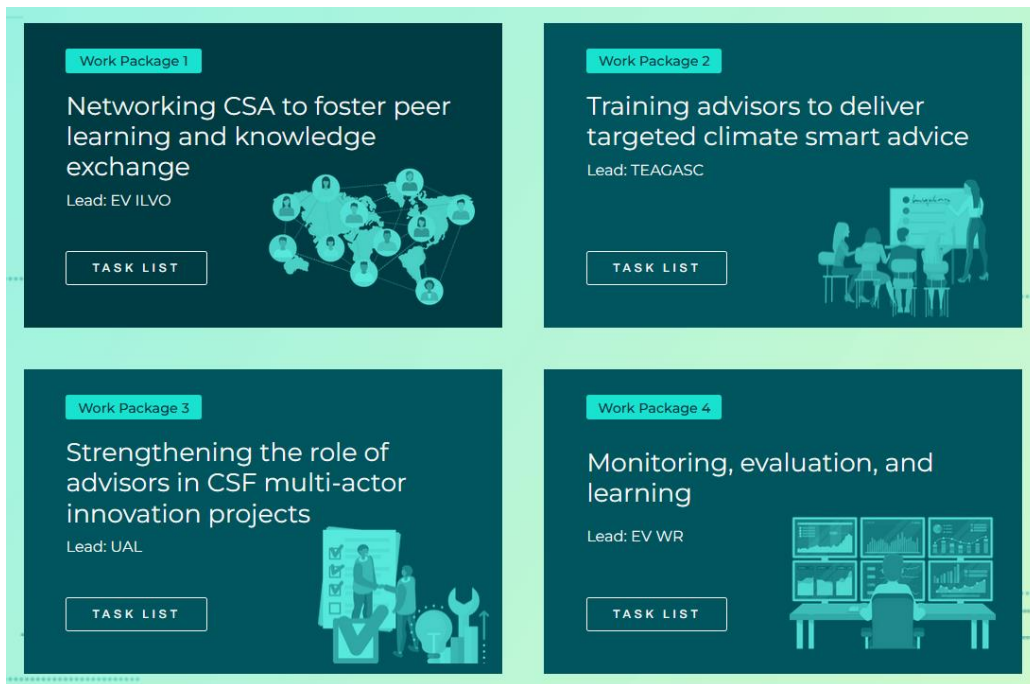 Work Package 1
Networking CSA to foster peer
learning and knowledge
exchange
Lead: EV ILVO
TASK LIST
Work Package 2
Training advisors to deliver
targeted climate smart advice
Lead: TEAGASC
TASK LIST
Work Package 3
Strengthening the role of
advisors in CSF multi-actor
innovation projects
Lead: UAL
TASK LIST
Work Package 4
Monitoring, evaluation, and
learning
Lead: EV WR
TASK LIST